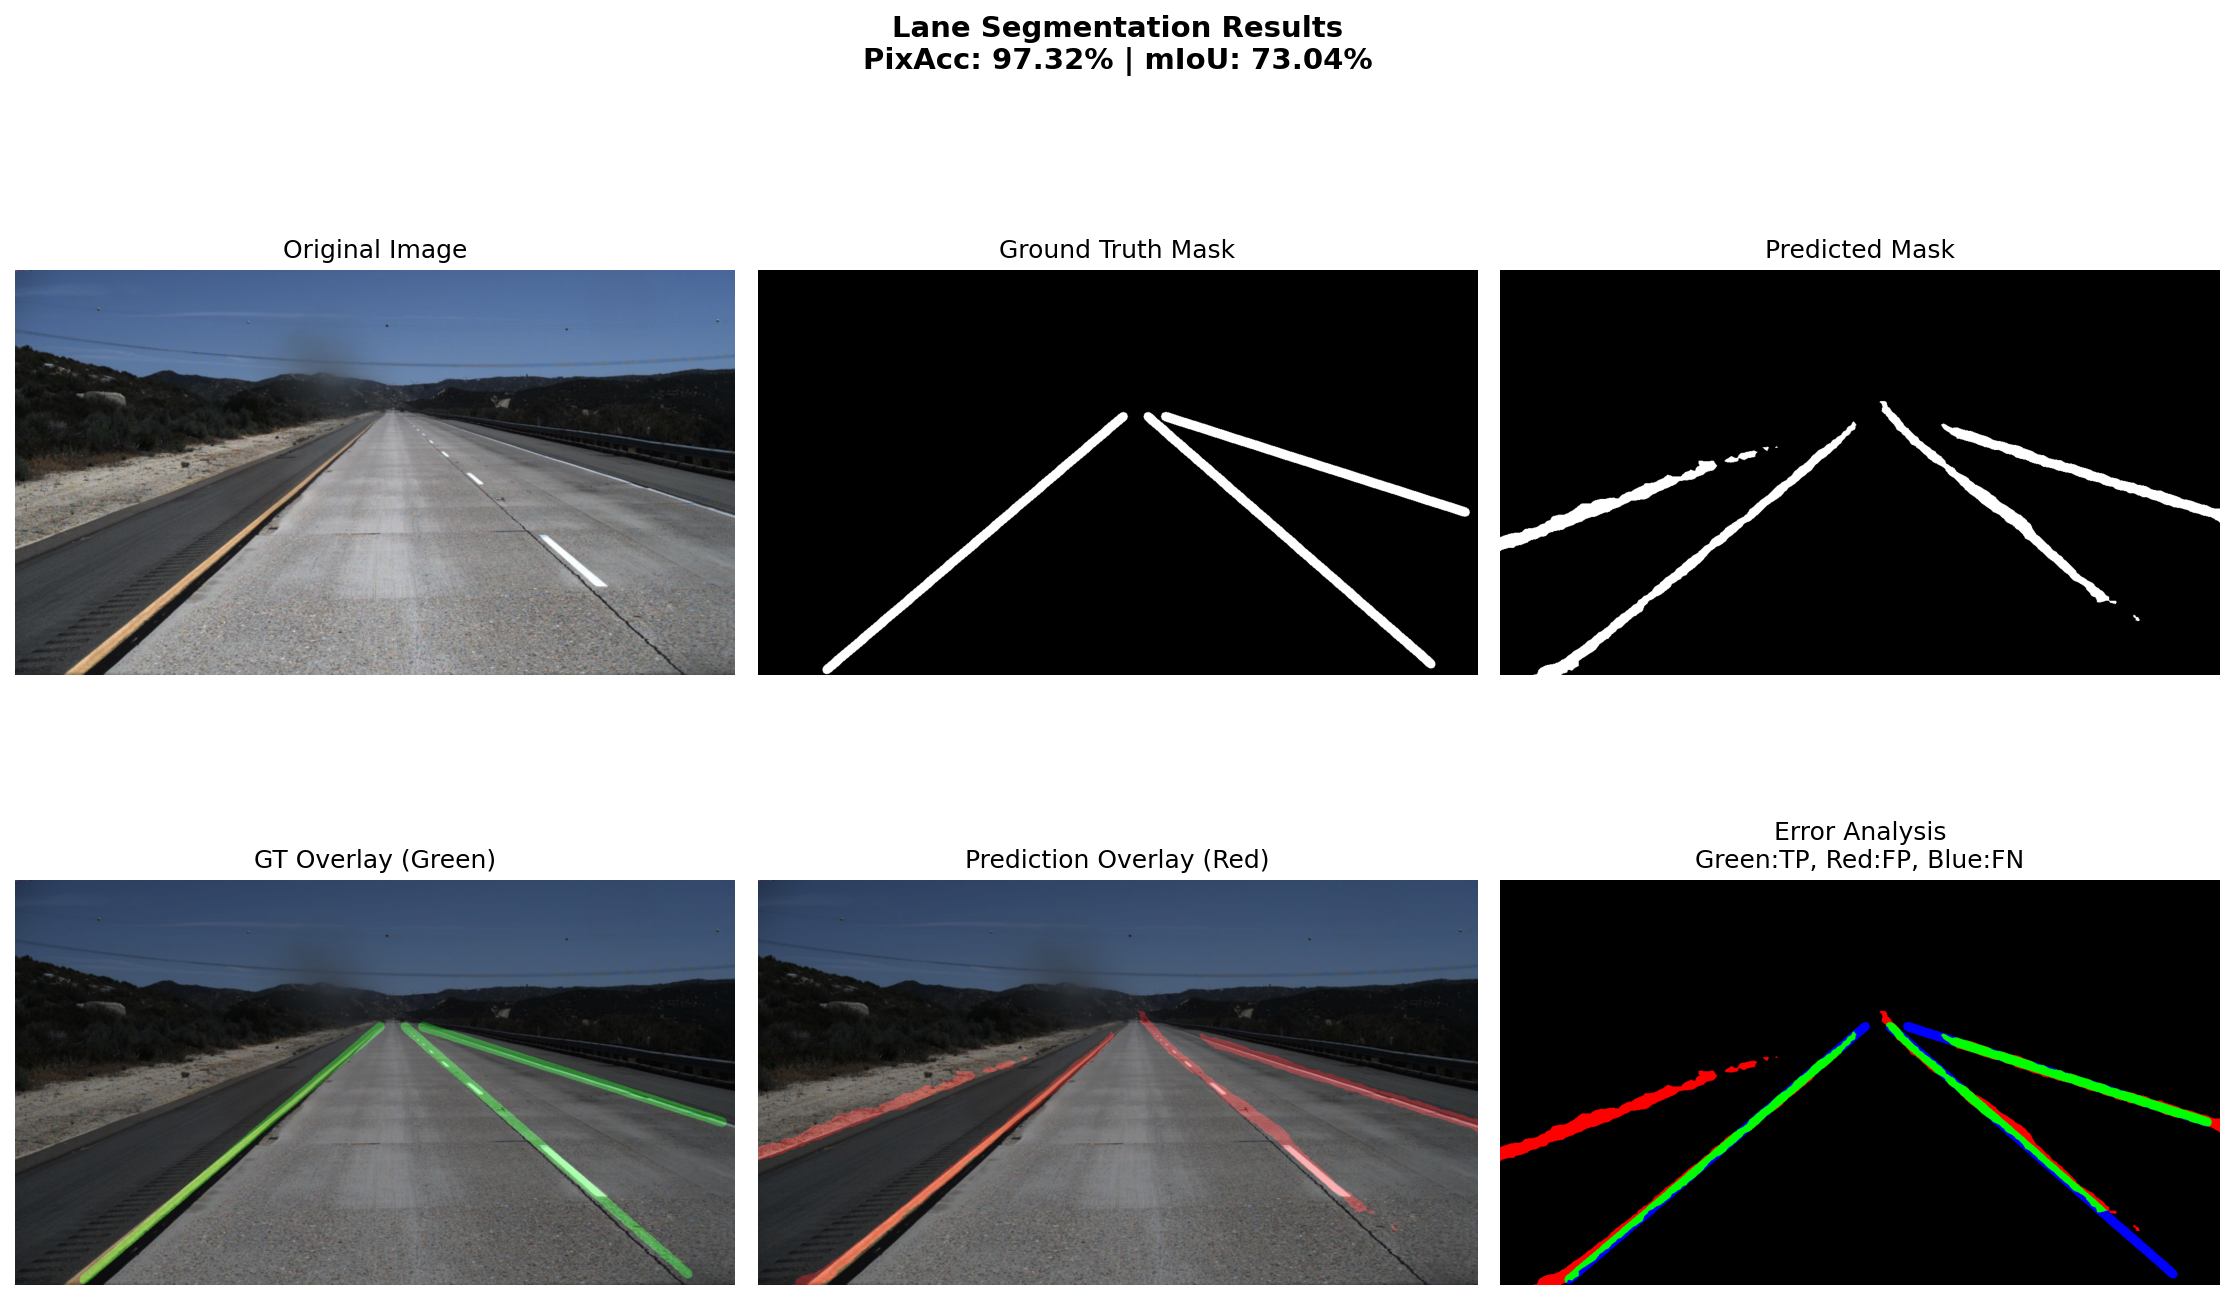 Lane Segmentation Results
PixAcc: 97.32% | mIoU: 73.04%
Original Image
Ground Truth Mask
Predicted Mask
GT Overlay (Green)
Prediction Overlay (Red)
Error Analysis
Green:TP, Red:FP, Blue:FN